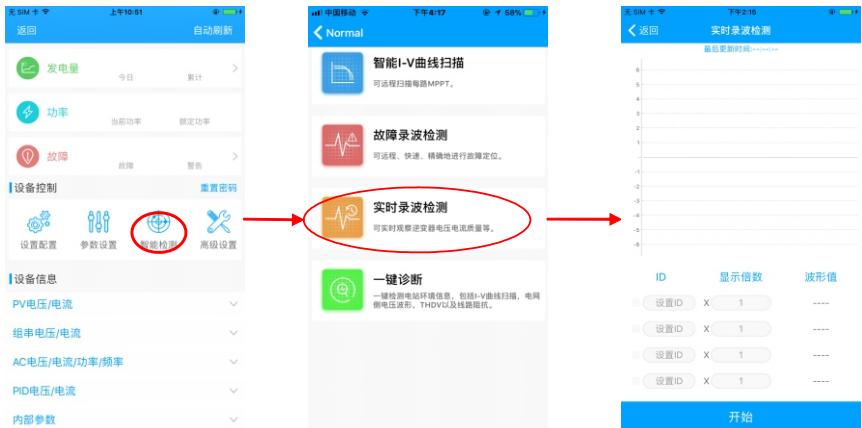 无 SIM 卡 上午10:51
返回 自动刷新
发电量 今日 累计
功率 当前功率 额定功率
故障 故障 警告
设备控制 重置密码
设置配置 参数设置 智能检测 高级设置
设备信息
PV电压/电流
组串电压/电流
AC电压/电流/功率/频率
PID电压/电流
内部参数
中国移动 下午4:17 58%
Normal
智能I-V曲线扫描
可远程扫描每路MPPT。
故障录波检测
可远程、快速、精确地进行故障定位。
实时录波检测
可实时观察逆变器电压电流质量等。
一键诊断
一键检测电站环境信息，包括I-V曲线扫描，电网
侧电压波形、THDV以及线路阻抗。
无 SIM 卡 下午2:16
返回 实时录波检测
最后更新时间:--:--:--
6
5
4
3
2
1
-1
-2
-3
-4
-5
-6
ID 显示倍数 波形值
设置ID X 1 ----
设置ID X 1 ----
设置ID X 1 ----
设置ID X 1 ----
开始